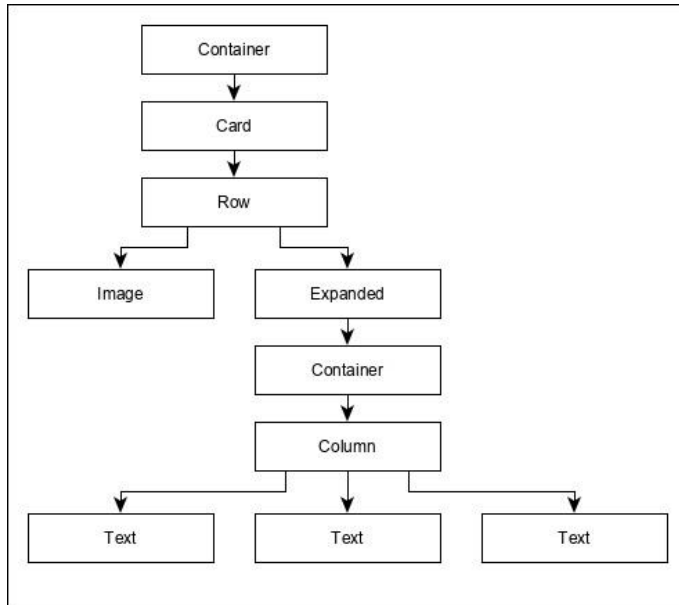 Container
Card
Row
Image
Expanded
Container
Column
Text
Text
Text